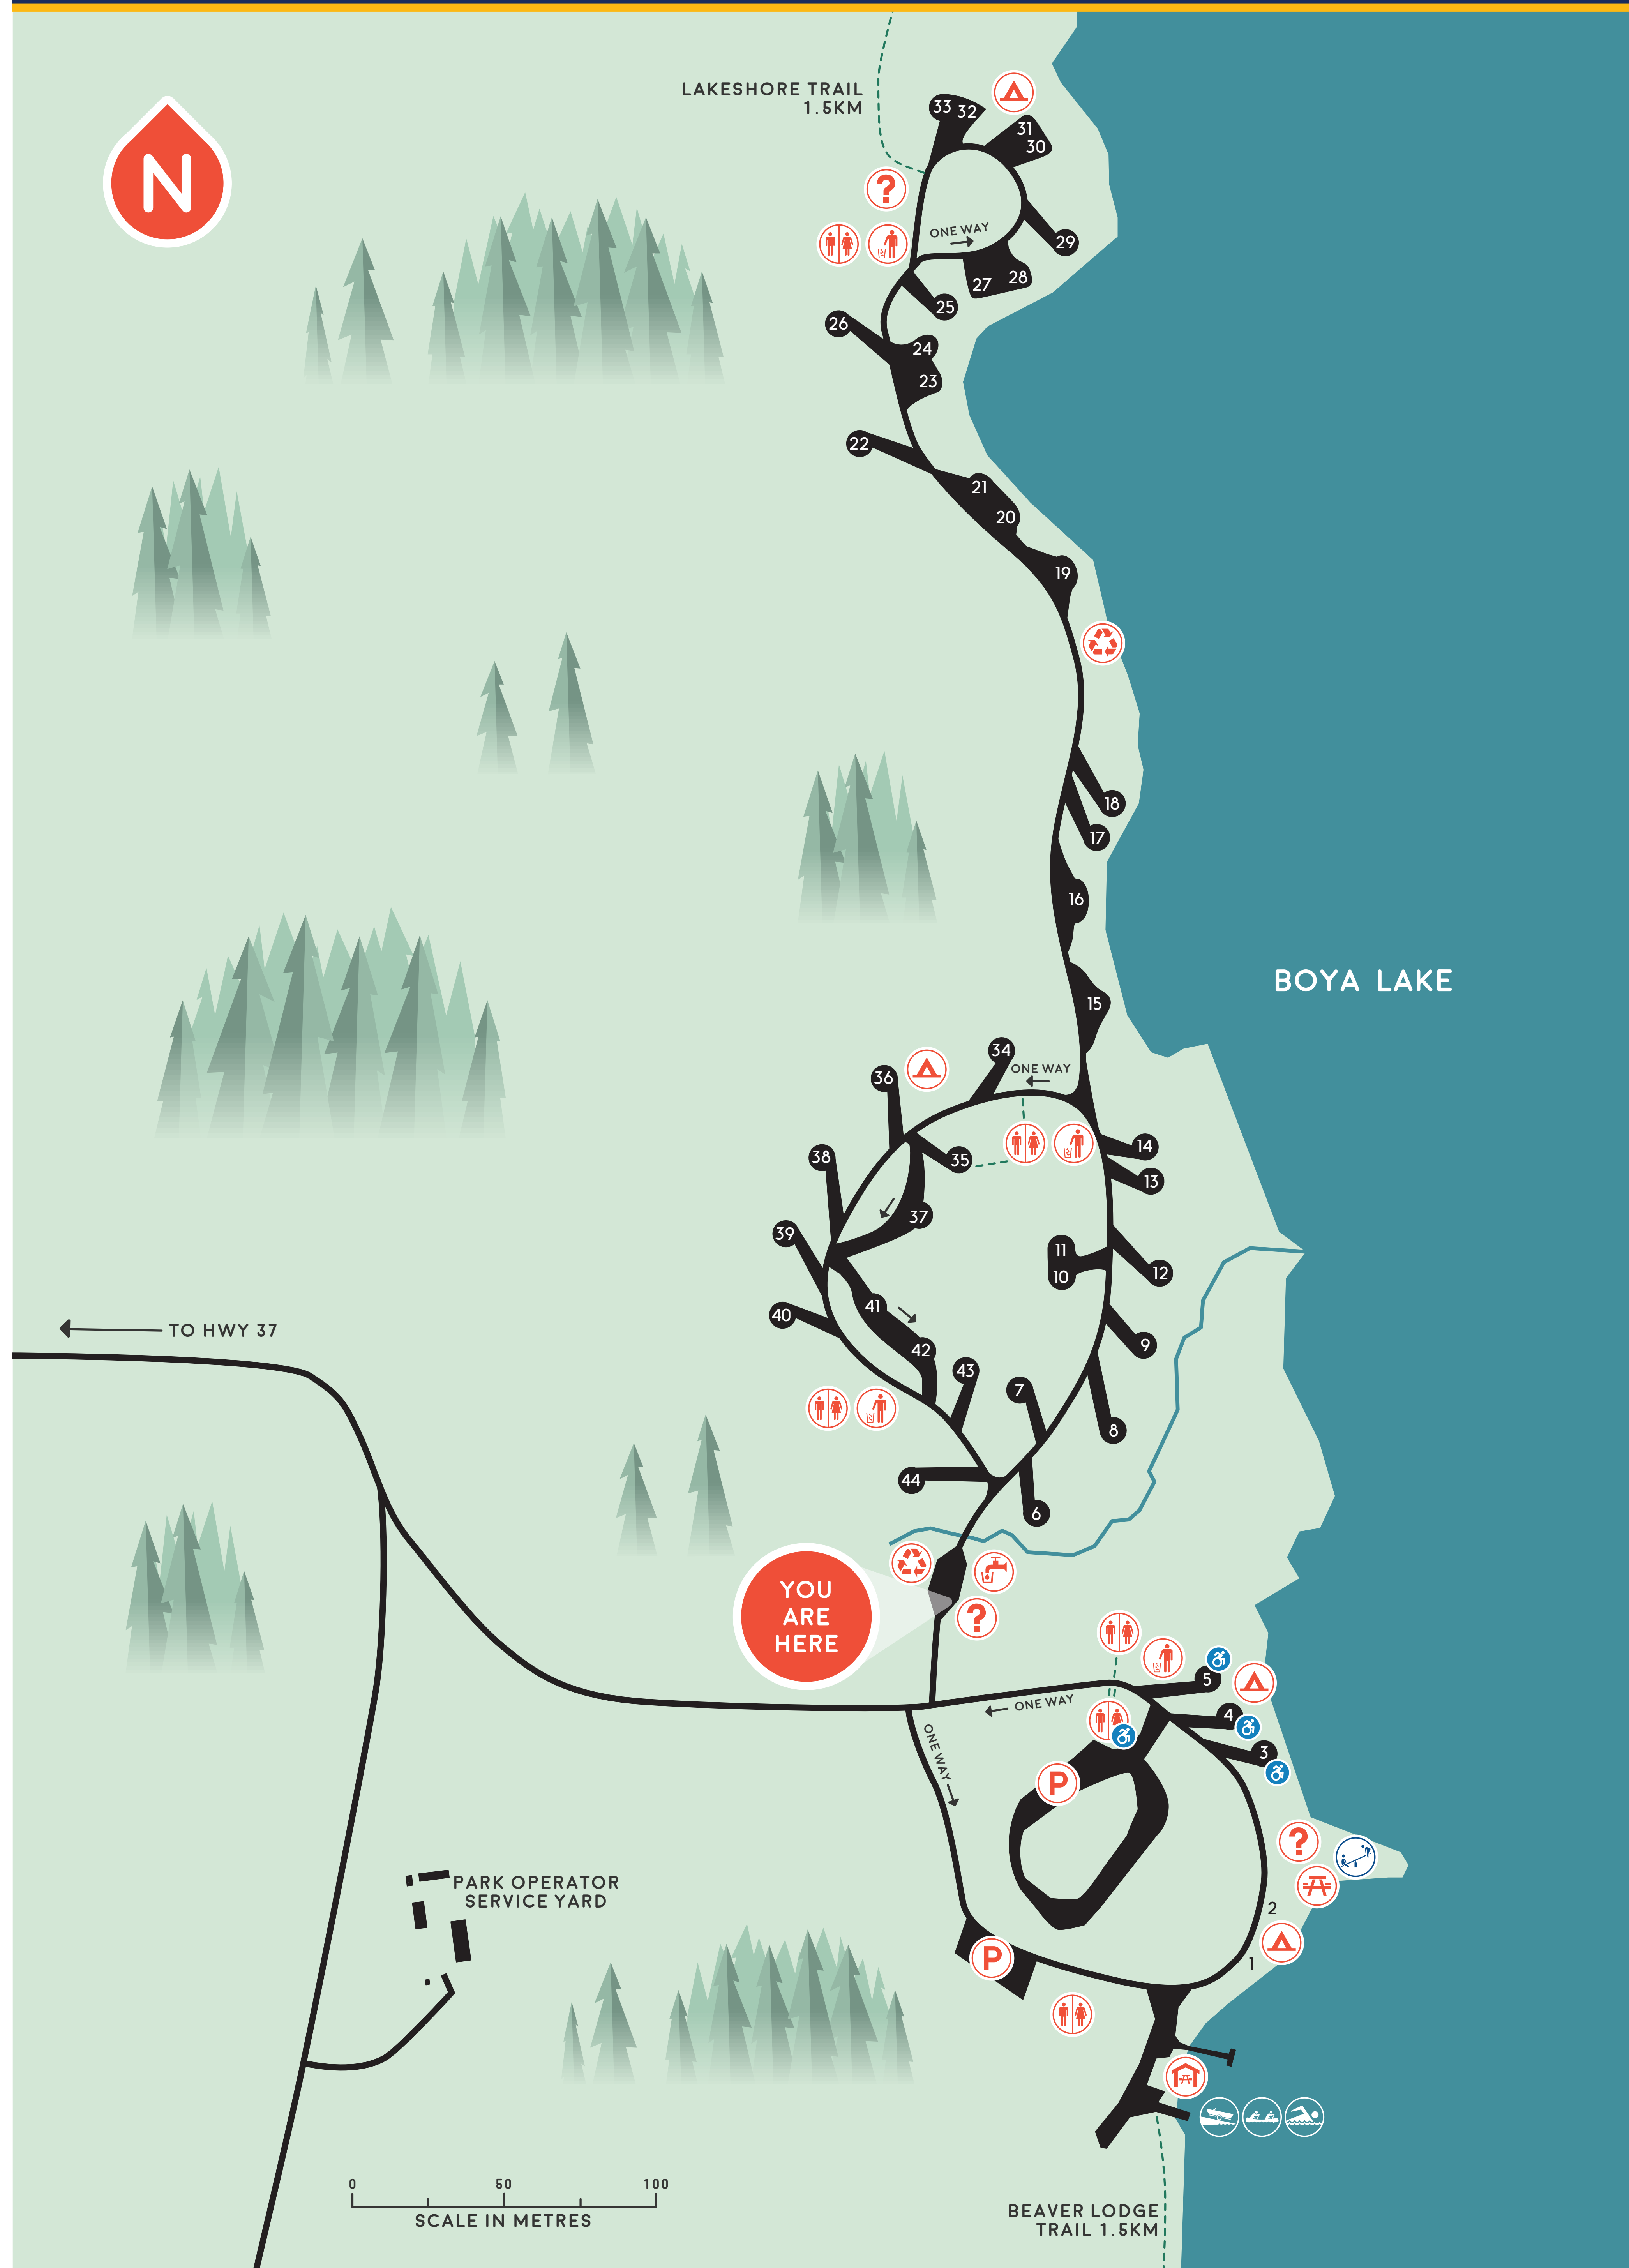 LAKESHORE TRAIL
1.5KM
N
33 32
31
30
?
ONE WAY
29
27 28
25
26
24
23
22
21
20
19
18
17
16
BOYA LAKE
15
34
ONE WAY
36
35
14
13
38
37
39
11
10
12
41
40
42
9
43
7
8
44
6
TO HWY 37
YOU
ARE
HERE
?
5
4
3
ONE WAY
ONE WAY
P
?
2
1
P
PARK OPERATOR
SERVICE YARD
0 50 100
SCALE IN METRES
BEAVER LODGE
TRAIL 1.5KM